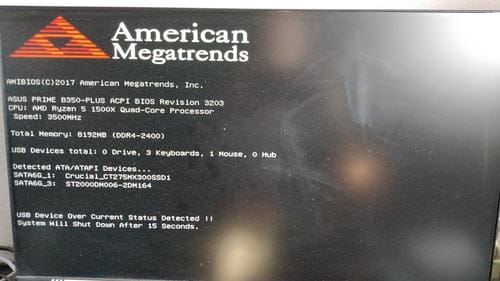 American
Megatrends
AMIBIOS(C)2017 American Megatrends, Inc.
ASUS PRIME B350-PLUS ACPI BIOS Revision 3203
CPU: AMD Ryzen 5 1500X Quad-Core Processor
Speed: 3500MHz
Total Memory: 8192MB (DDR4-2400)
USB Devices total: 0 Drive, 3 Keyboards, 1 Mouse, 0 Hub
Detected ATA/ATAPI Devices...
SATA6G_1: Crucial_CT275MX300SSD1
SATA6G_3: ST2000DM006-2DM164
USB Device Over Current Status Detected !!
System Will Shut Down After 15 Seconds.